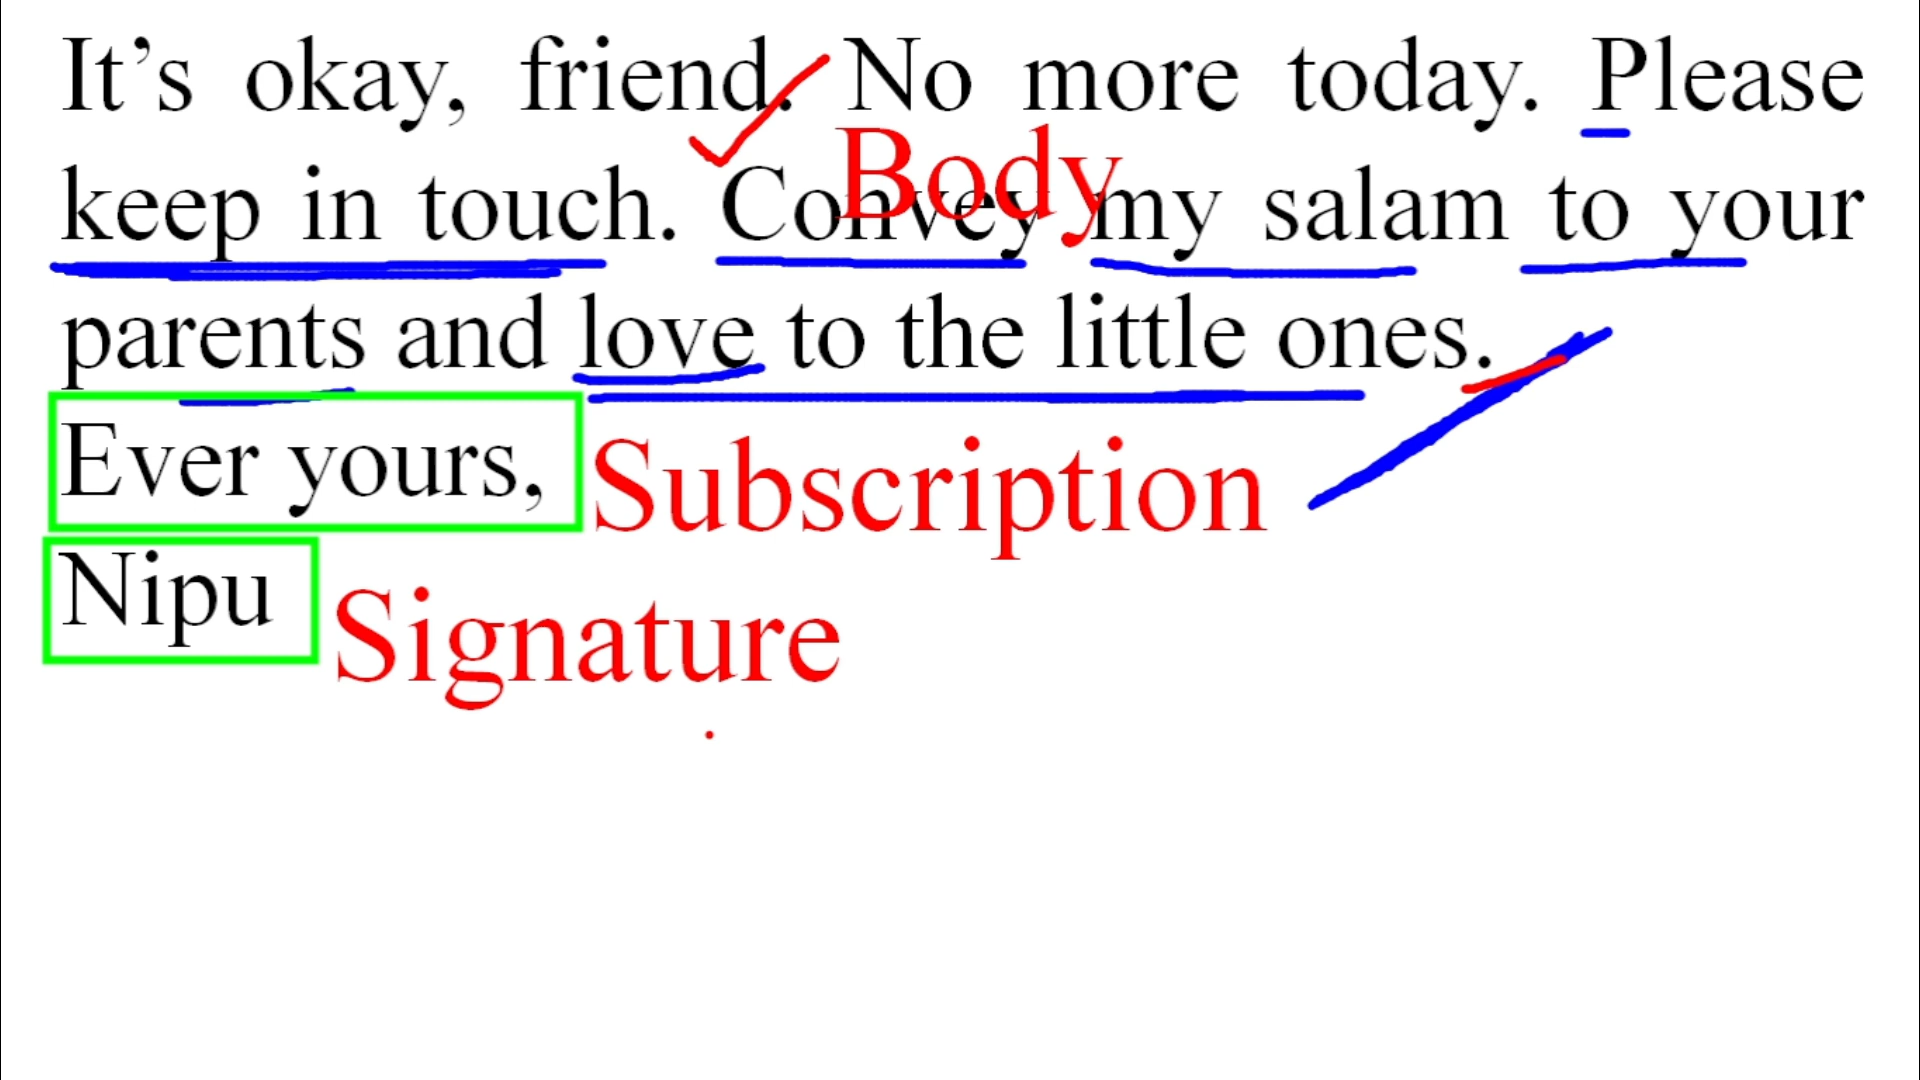 It’s okay, friend. No more today. Please
Body
keep in touch. Convey my salam to your
parents and love to the little ones.
Ever yours, Subscription
Nipu Signature